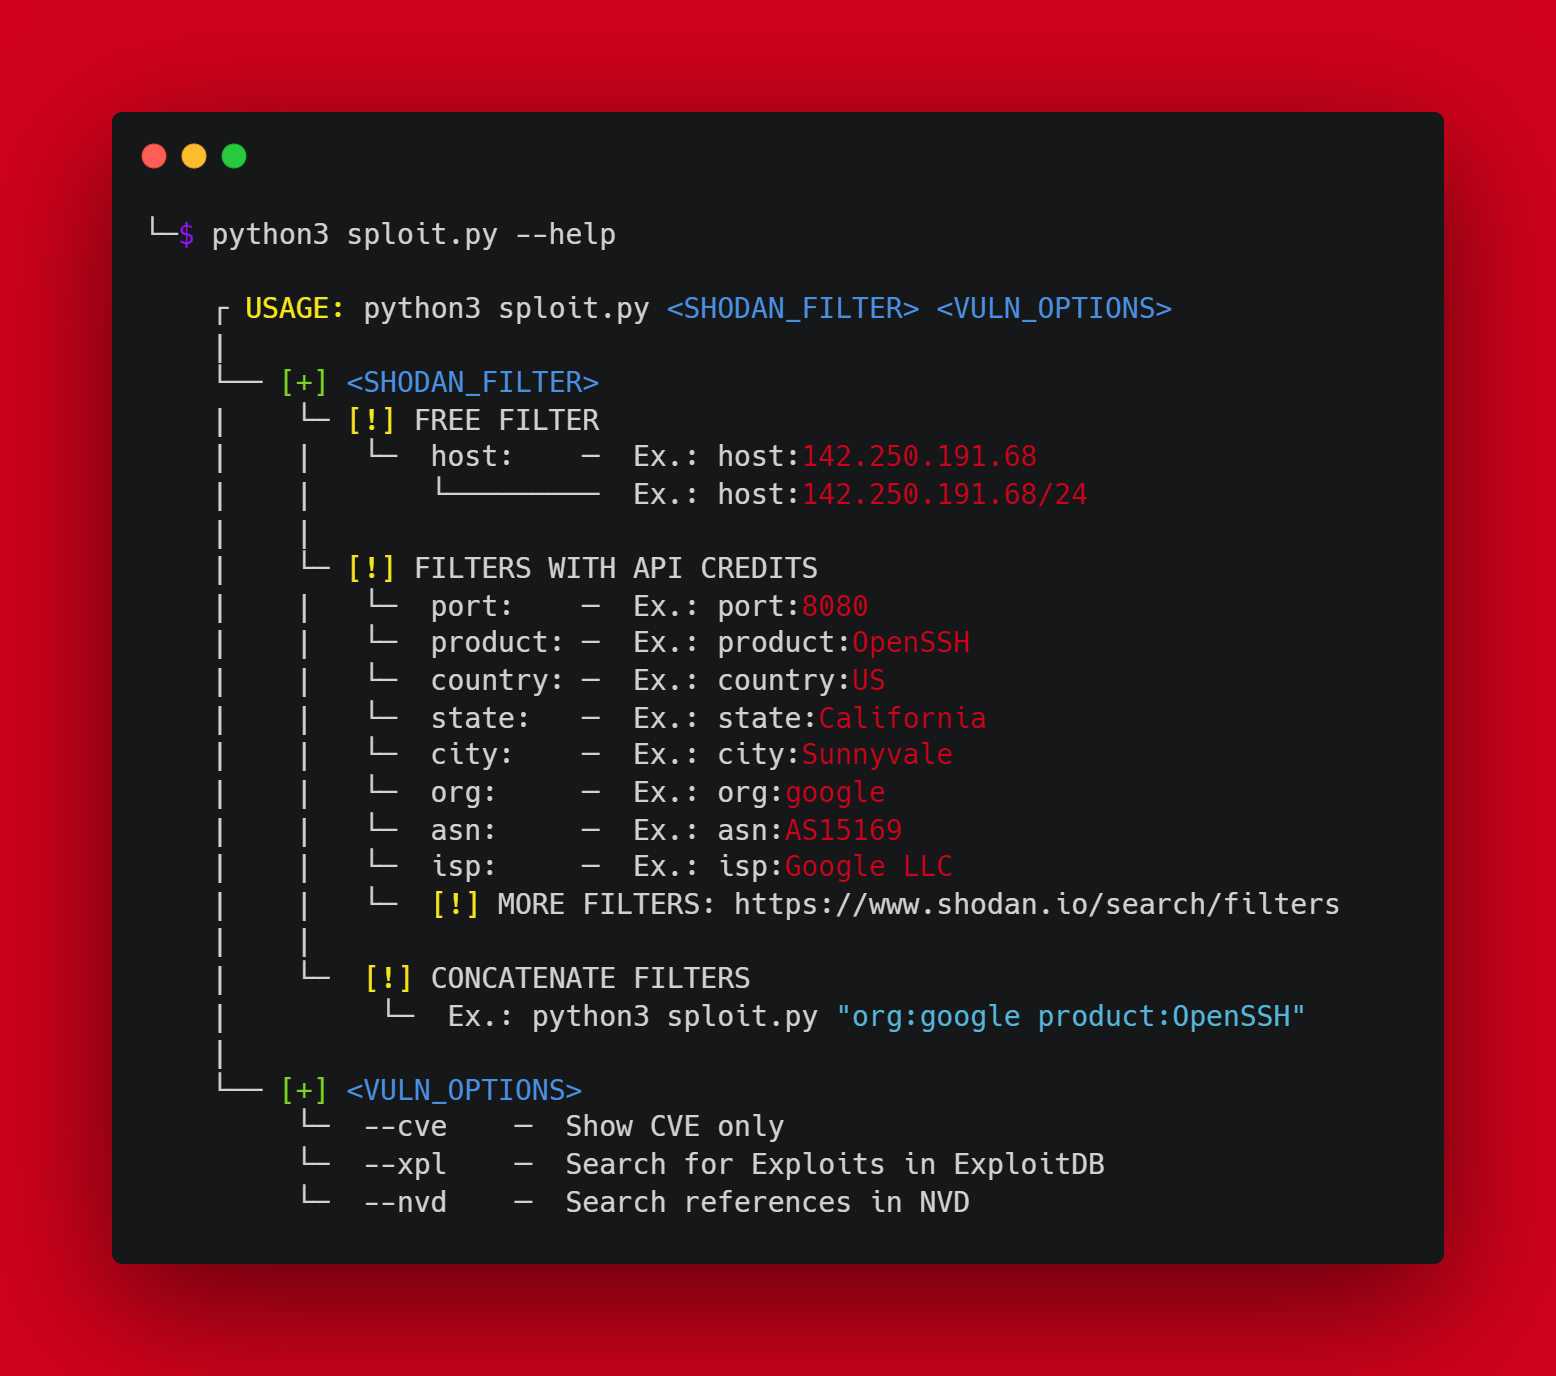 └─$ python3 sploit.py --help
┌ USAGE: python3 sploit.py <SHODAN_FILTER> <VULN_OPTIONS>
└── [+] <SHODAN_FILTER>
└─ [!] FREE FILTER
└─ host: ─ Ex.: host:142.250.191.68
└───────── Ex.: host:142.250.191.68/24
└─ [!] FILTERS WITH API CREDITS
└─ port: ─ Ex.: port:8080
└─ product: ─ Ex.: product:OpenSSH
└─ country: ─ Ex.: country:US
└─ state: ─ Ex.: state:California
└─ city: ─ Ex.: city:Sunnyvale
└─ org: ─ Ex.: org:google
└─ asn: ─ Ex.: asn:AS15169
└─ isp: ─ Ex.: isp:Google LLC
└─ [!] MORE FILTERS: https://www.shodan.io/search/filters
└─ [!] CONCATENATE FILTERS
└─ Ex.: python3 sploit.py "org:google product:OpenSSH"
└── [+] <VULN_OPTIONS>
└─ --cve ─ Show CVE only
└─ --xpl ─ Search for Exploits in ExploitDB
└─ --nvd ─ Search references in NVD